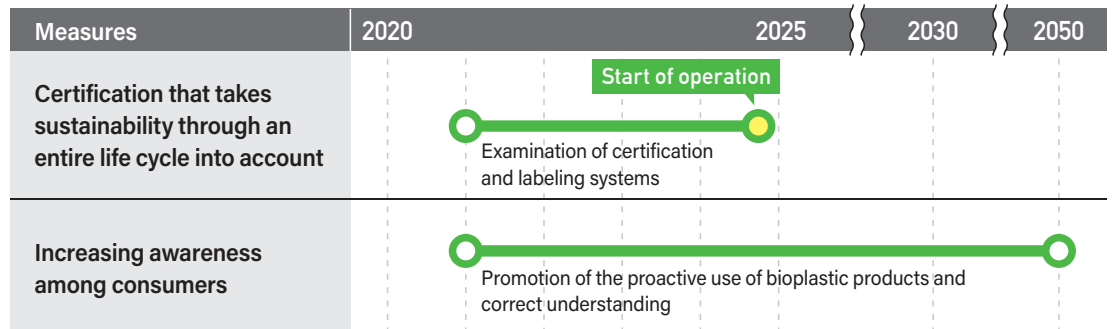 Measures 2020 2025 2030 2050
Certification that takes
sustainability through an
entire life cycle into account
Start of operation
Examination of certification
and labeling systems
Increasing awareness
among consumers
Promotion of the proactive use of bioplastic products and
correct understanding